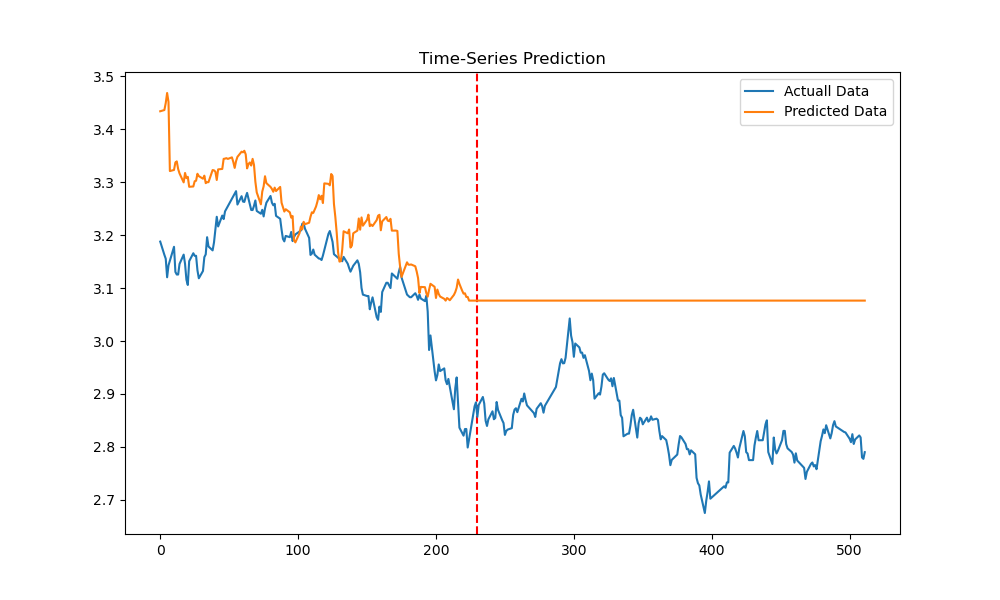 Time-Series Prediction
Actuall Data
Predicted Data
3.5
3.4
3.3
3.2
3.1
3.0
2.9
2.8
2.7
0 100 200 300 400 500